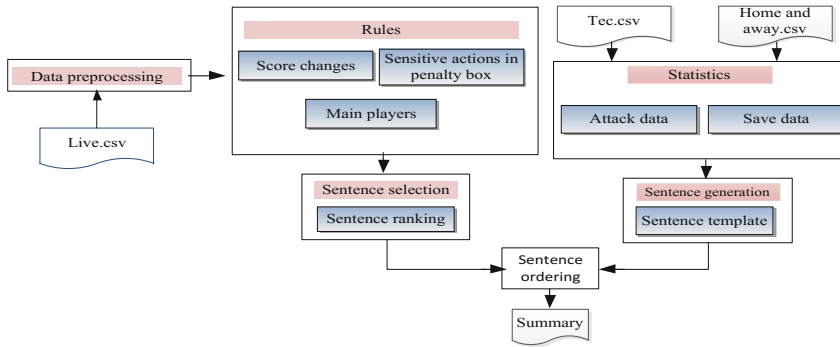 Rules
Score changes
Sensitive actions in
penalty box
Main players
Data preprocessing
Live.csv
Tec.csv
Home and
away.csv
Statistics
Attack data
Save data
Sentence selection
Sentence ranking
Sentence generation
Sentence template
Sentence
ordering
Summary